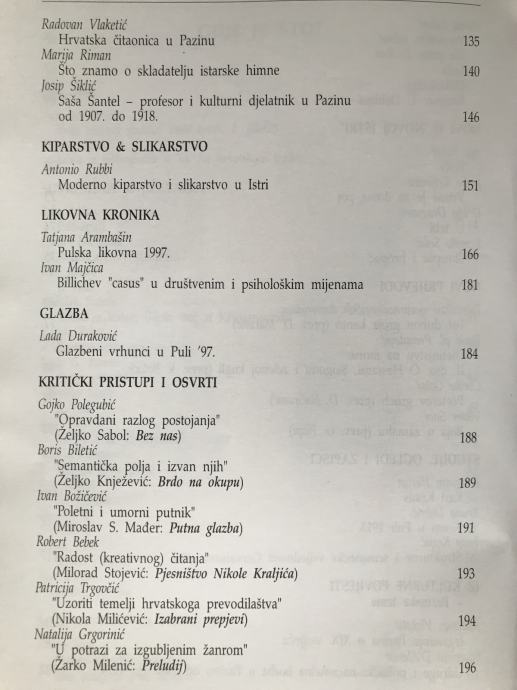 Radovan Vlaketić
Hrvatska čitaonica u Pazinu 135
Marija Riman
Što znamo o skladatelju istarske himne 140
Josip Šiklić
Saša Šantel – profesor i kulturni djelatnik u Pazinu
od 1907. do 1918. 146
KIPARSTVO & SLIKARSTVO
Antonio Rubbi
Moderno kiparstvo i slikarstvo u Istri 151
LIKOVNA KRONIKA
Tatjana Arambašin
Pulska likovna 1997. 166
Ivan Majčica
Billichev "casus" u društvenim i psihološkim mijenama 181
GLAZBA
Lada Duraković
Glazbeni vrhunci u Puli '97. 184
KRITIČKI PRISTUPI I OSVRTI
Gojko Polegubić
"Opravdani razlog postojanja"
(Željko Sabol: Bez nas) 188
Boris Biletić
"Semantička polja i izvan njih"
(Željko Knježević: Brdo na okupu) 189
Ivan Božičević
"Poletni i umorni putnik"
(Miroslav S. Mađer: Putna glazba) 191
Robert Bebek
"Radost (kreativnog) čitanja"
(Milorad Stojević: Pjesništvo Nikole Kraljića) 193
Patricija Trgovčić
"Uzoriti temelji hrvatskoga prevodilaštva"
(Nikola Milićević: Izabrani prepjevi) 194
Natalija Grgorinić
"U potrazi za izgubljenim žanrom"
(Žarko Milenić: Preludij) 196